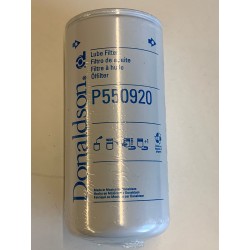 Donaldson
Lube Filter
Filtro de aceite
Filtre à huile
Ölfilter
P550920